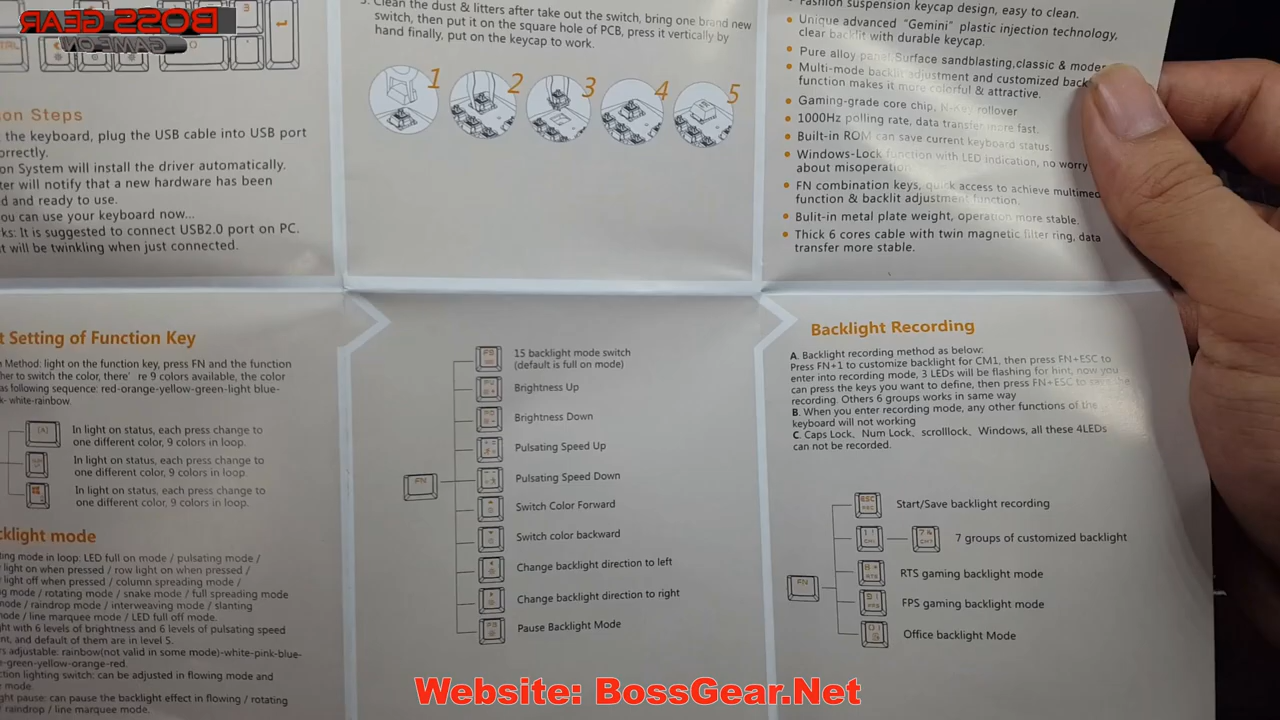 BOSS GEAR
GAME ON
on Steps
the keyboard, plug the USB cable into USB port
orrectly.
on System will install the driver automatically.
ter will notify that a new hardware has been
d and ready to use.
ou can use your keyboard now...
ks: It is suggested to connect USB2.0 port on PC.
t will be twinkling when just connected.
Clean the dust & litters after take out the switch, bring one brand new
switch, then put it on the square hole of PCB, press it vertically by
hand finally, put on the keycap to work.
1 2 3 4 5
Fashion suspension keycap design, easy to clean.
Unique advanced "Gemini" plastic injection technology,
clear backlit with durable keycap.
Pure alloy panel,Surface sandblasting,classic & moder
Multi-mode backlit adjustment and customized back
function makes it more colorful & attractive.
Gaming-grade core chip, N-Key rollover
1000Hz polling rate, data transfer more fast.
Built-in ROM can save current keyboard status.
Windows-Lock function with LED indication, no worry
about misoperation
FN combination keys, quick access to achieve multimed
function & backlit adjustment function.
Bulit-in metal plate weight, operation more stable.
Thick 6 cores cable with twin magnetic filter ring, data
transfer more stable.
t Setting of Function Key
Method: light on the function key, press FN and the function
her to switch the color, there' re 9 colors available, the color
as following sequence: red-orange-yellow-green-light blue-
k- white-rainbow.
In light on status, each press change to
one different color, 9 colors in loop.
In light on status, each press change to
one different color, 9 colors in loop.
In light on status, each press change to
one different color, 9 colors in loop.
cklight mode
ing mode in loop: LED full on mode / pulsating mode /
light on when pressed / row light on when pressed /
light off when pressed / column spreading mode /
g mode / rotating mode / snake mode / full spreading mode
ode / raindrop mode / interweaving mode / slanting
ode / line marquee mode / LED full off mode.
ht with 6 levels of brightness and 6 levels of pulsating speed
nt, and default of them are in level 5.
rs adjustable: rainbow(not valid in some mode)-white-pink-blue-
e-green-yellow-orange-red.
ction lighting switch: can be adjusted in flowing mode and
mode.
ght pause: can pause the backlight effect in flowing / rotating
raindrop / line marquee mode.
FN
15 backlight mode switch
(default is full on mode)
Brightness Up
Brightness Down
Pulsating Speed Up
Pulsating Speed Down
Switch Color Forward
Switch color backward
Change backlight direction to left
Change backlight direction to right
Pause Backlight Mode
Backlight Recording
A. Backlight recording method as below:
Press FN+1 to customize backlight for CM1, then press FN+ESC to
enter into recording mode, 3 LEDs will be flashing for hint, now you
can press the keys you want to define, then press FN+ESC to save the
recording. Others 6 groups works in same way
B. When you enter recording mode, any other functions of the
keyboard will not working
C. Caps Lock、Num Lock、scrolllock、Windows, all these 4LEDs
can not be recorded.
FN
ESC Start/Save backlight recording
7 groups of customized backlight
RTS RTS gaming backlight mode
FPS FPS gaming backlight mode
Office backlight Mode
Website: BossGear.Net